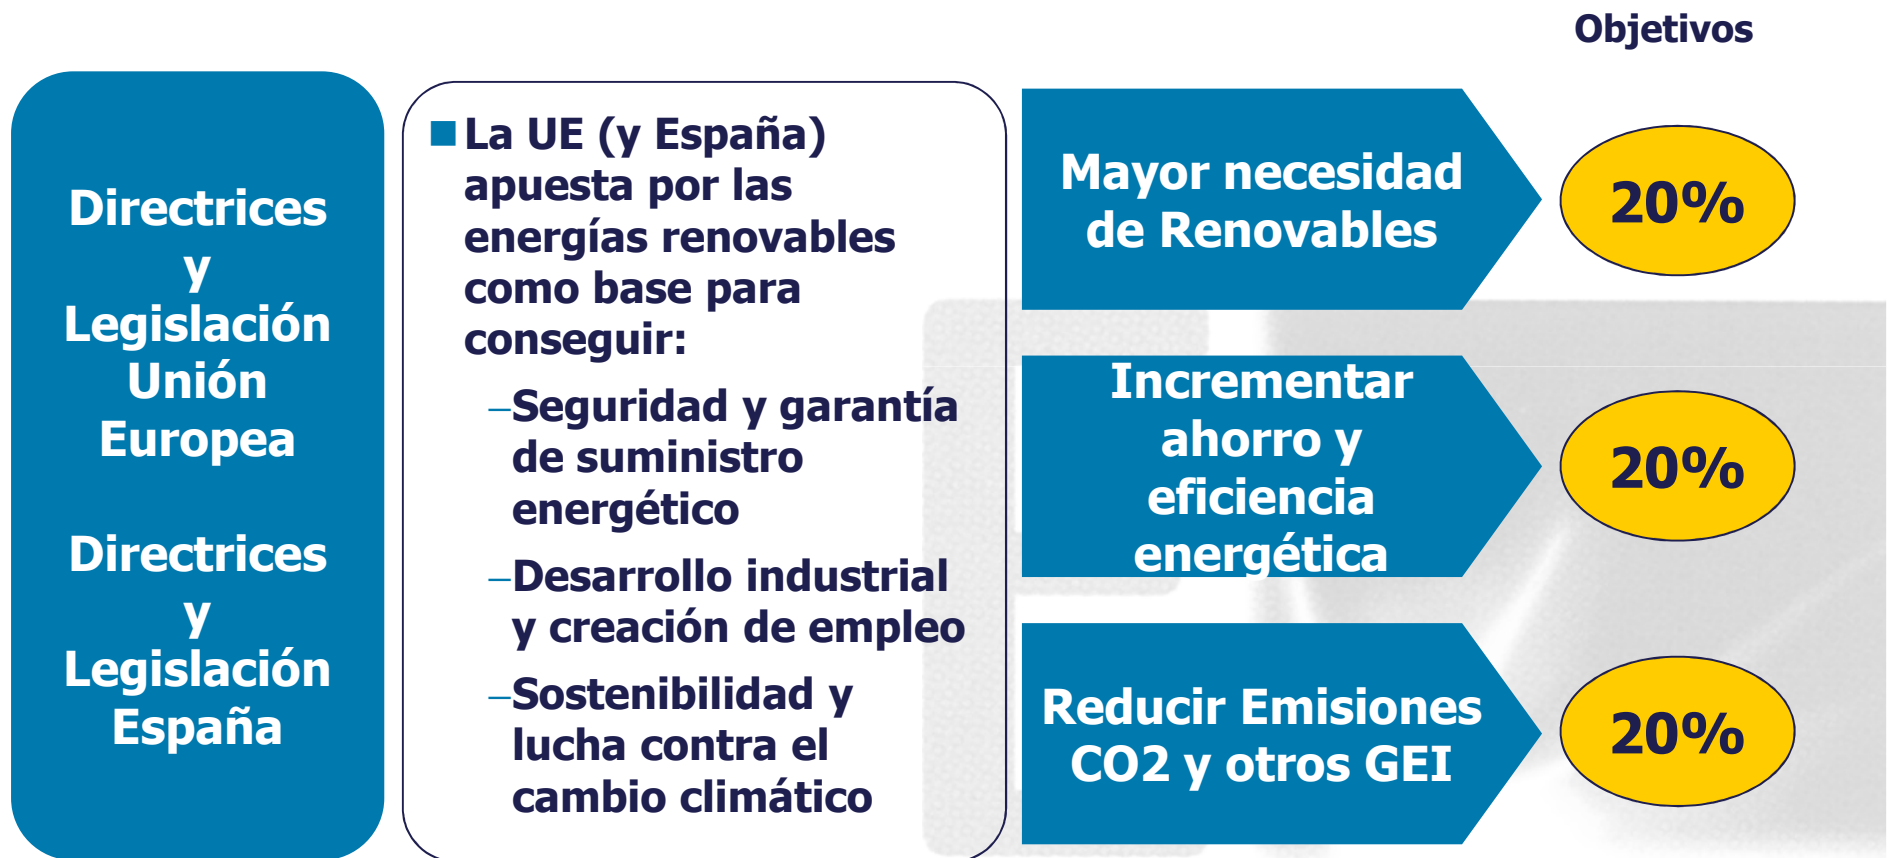 Objetivos
Directrices
y
Legislación
Unión
Europea
Directrices
y
Legislación
España
La UE (y España)
apuesta por las
energías renovables
como base para
conseguir:
–Seguridad y garantía
de suministro
energético
–Desarrollo industrial
y creación de empleo
–Sostenibilidad y
lucha contra el
cambio climático
Mayor necesidad
de Renovables
20%
Incrementar
ahorro y
eficiencia
energética
20%
Reducir Emisiones
CO2 y otros GEI
20%